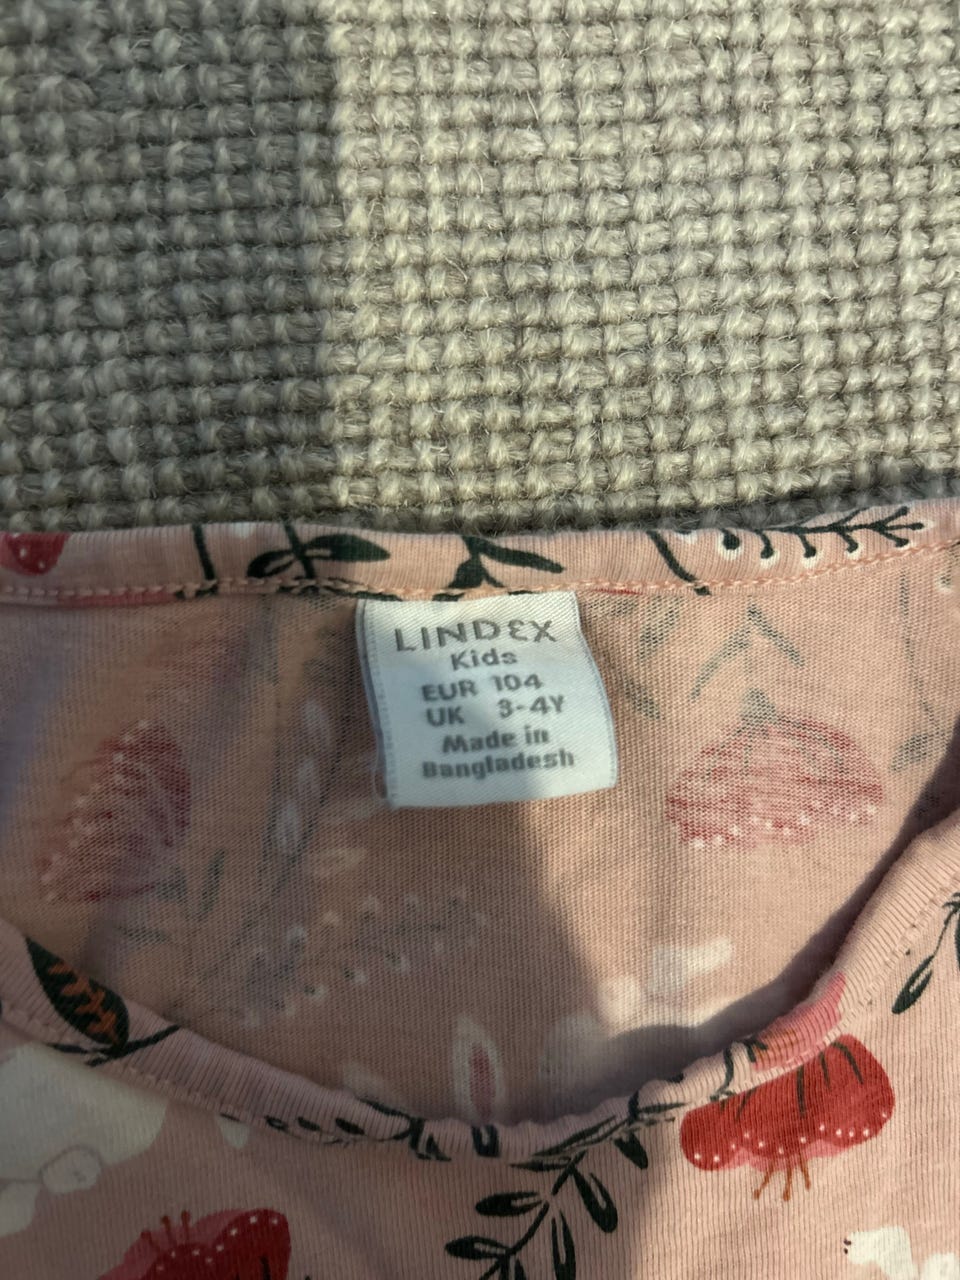 LINDEX
Kids
EUR 104
UK 3-4Y
Made in
Bangladesh